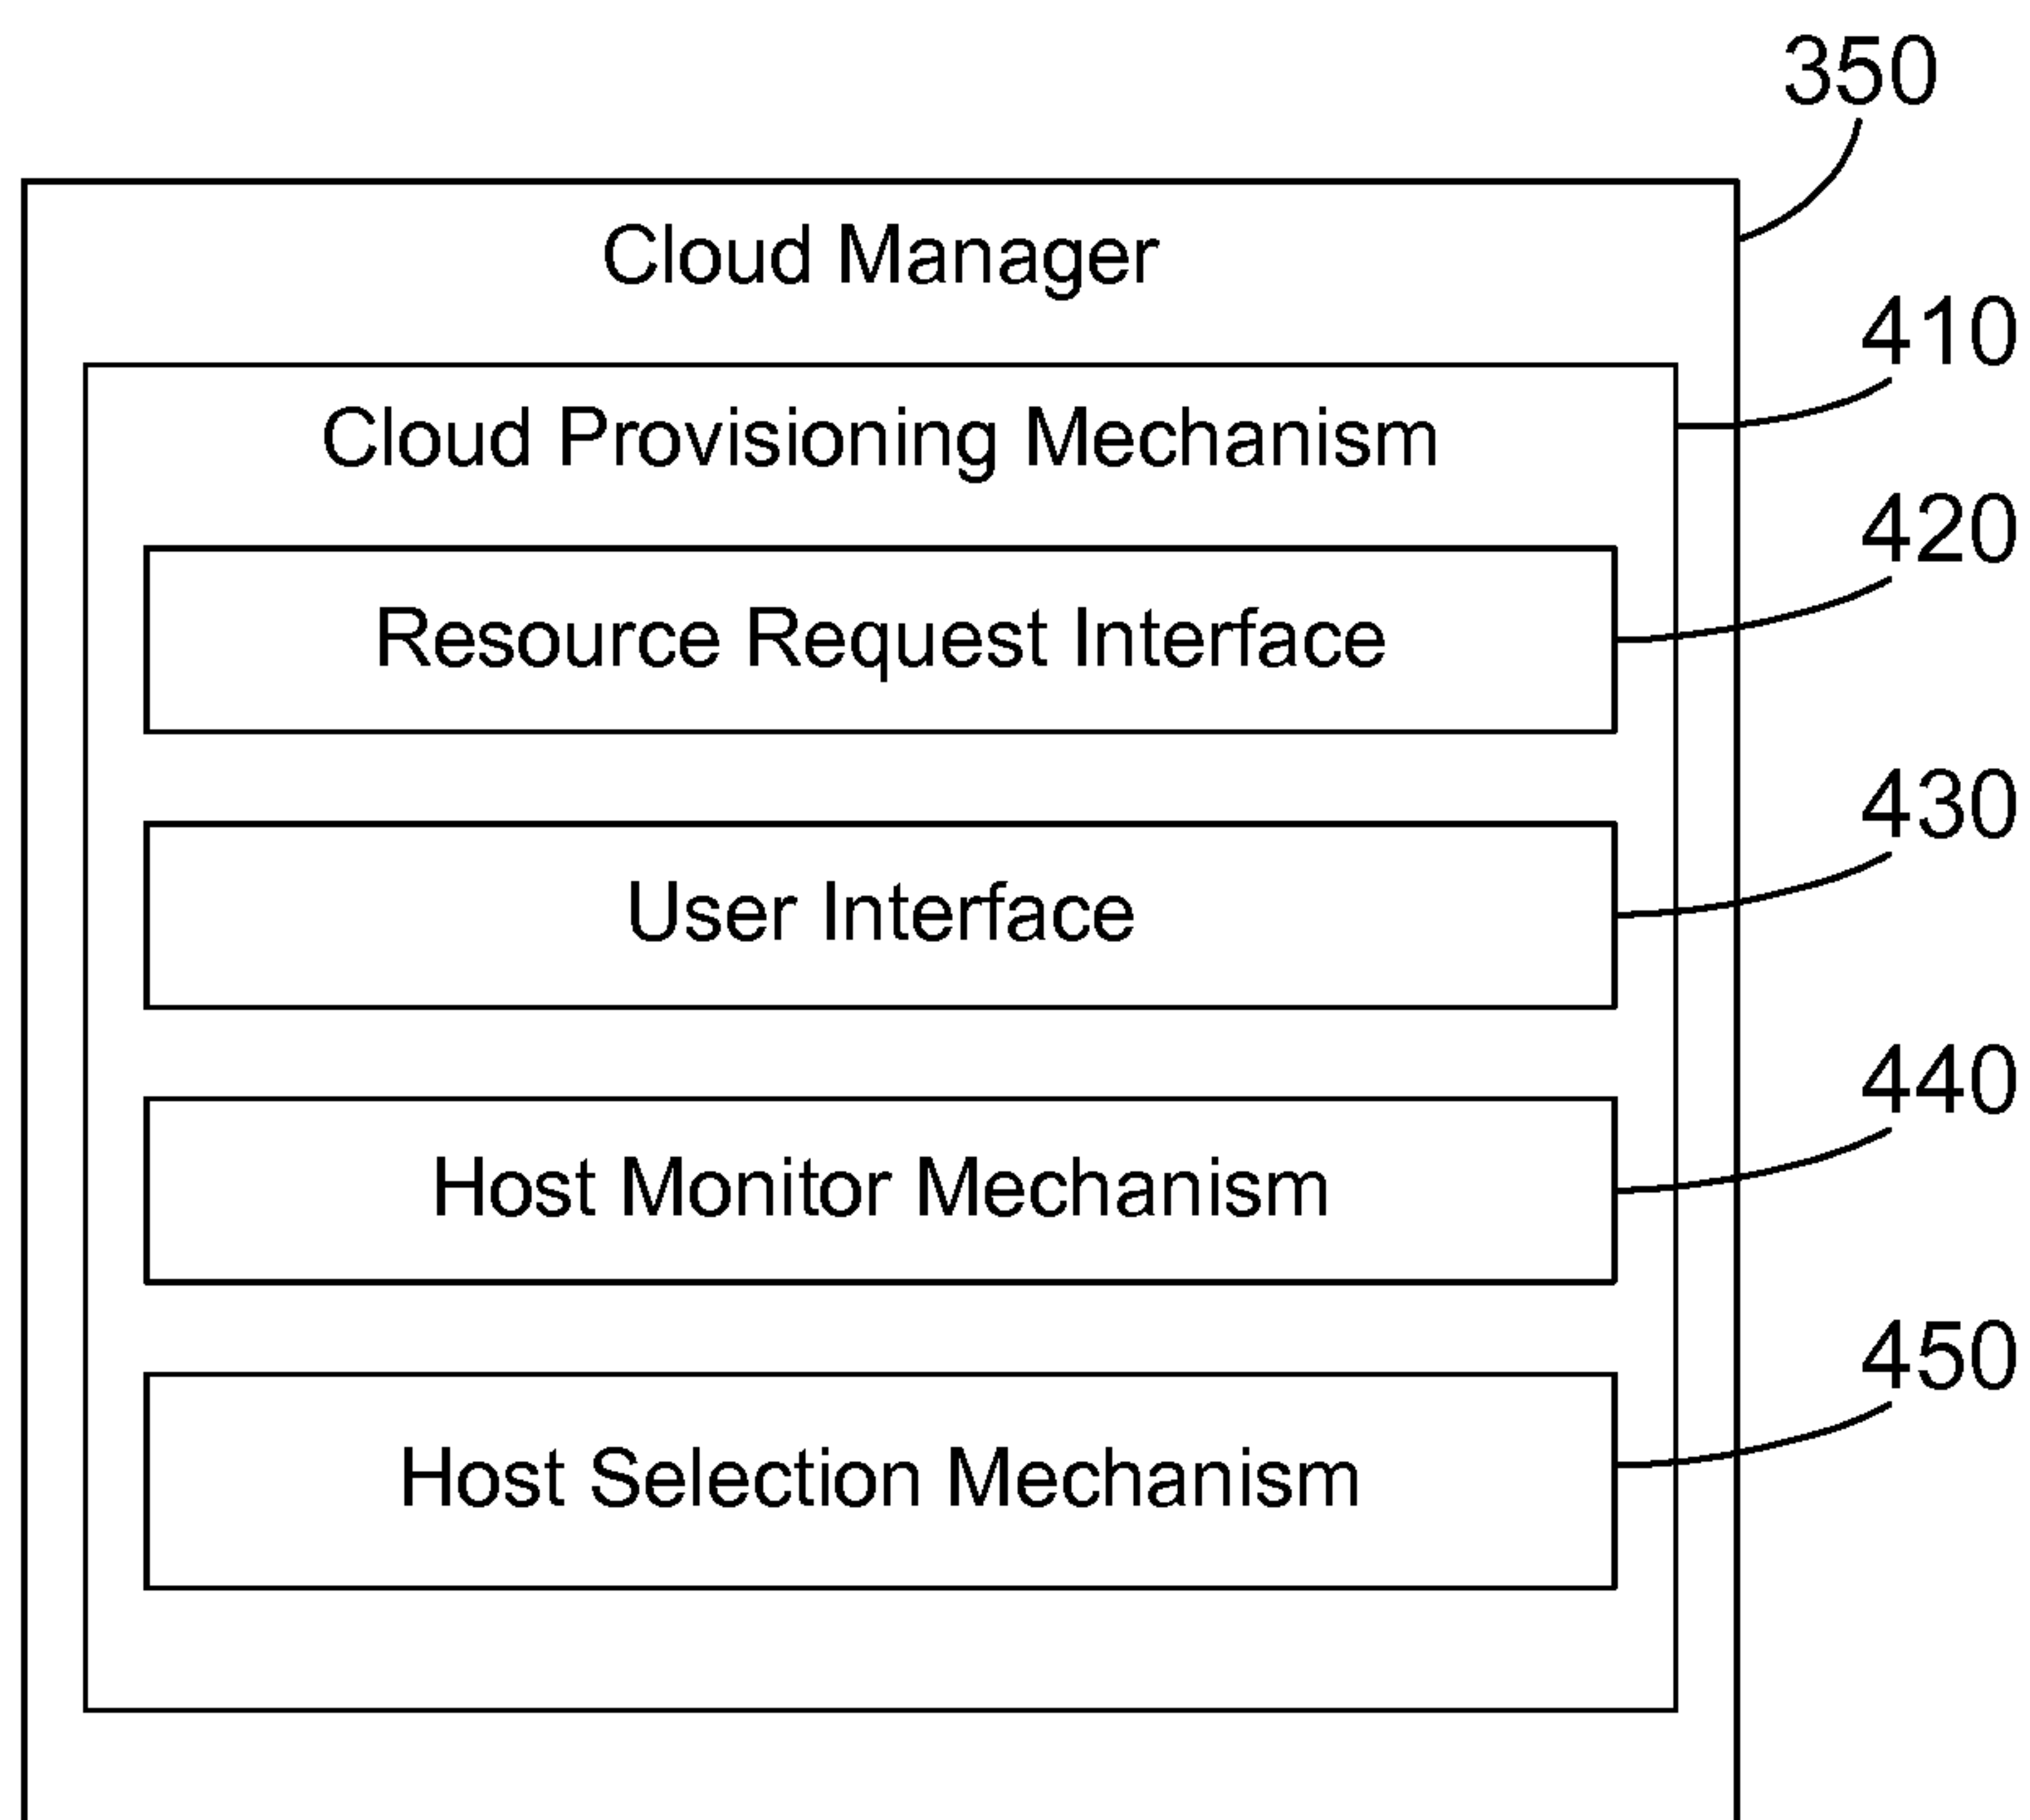 350
Cloud Manager
410
Cloud Provisioning Mechanism
420
Resource Request Interface
430
User Interface
440
Host Monitor Mechanism
450
Host Selection Mechanism